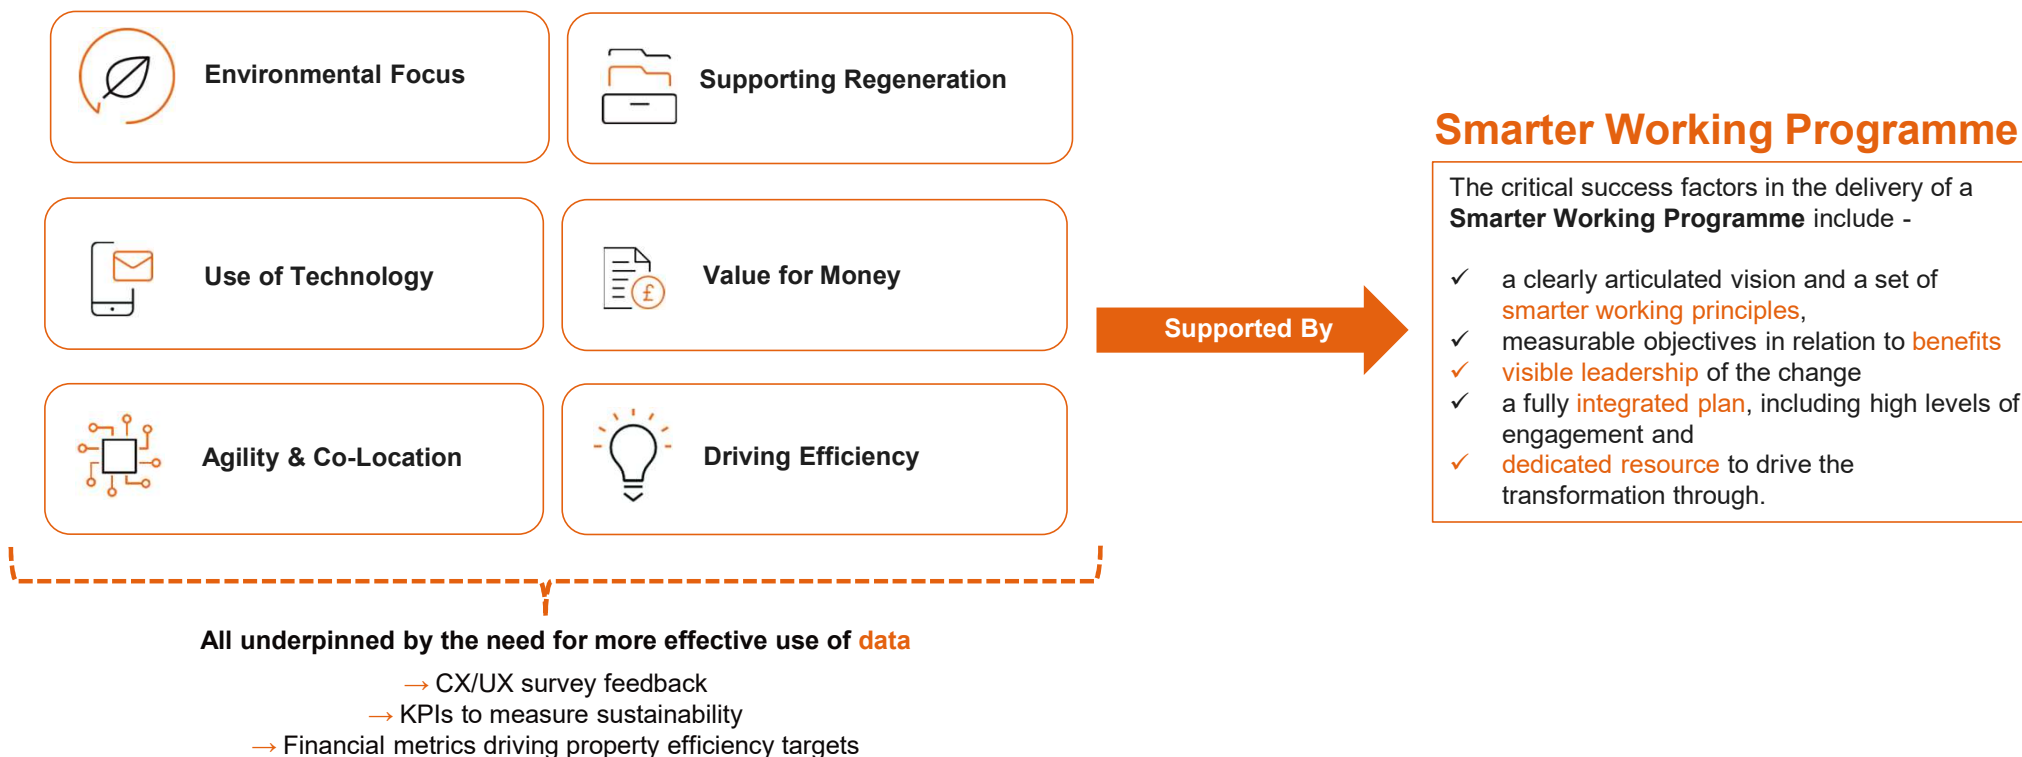 Environmental Focus
Supporting Regeneration
Use of Technology
Value for Money
£
Agility & Co-Location
Driving Efficiency
All underpinned by the need for more effective use of data
→ CX/UX survey feedback
→ KPIs to measure sustainability
→ Financial metrics driving property efficiency targets
Supported By
Smarter Working Programme
The critical success factors in the delivery of a
Smarter Working Programme include -
✓ a clearly articulated vision and a set of
smarter working principles,
✓ measurable objectives in relation to benefits
✓ visible leadership of the change
✓ a fully integrated plan, including high levels of
engagement and
✓ dedicated resource to drive the
transformation through.